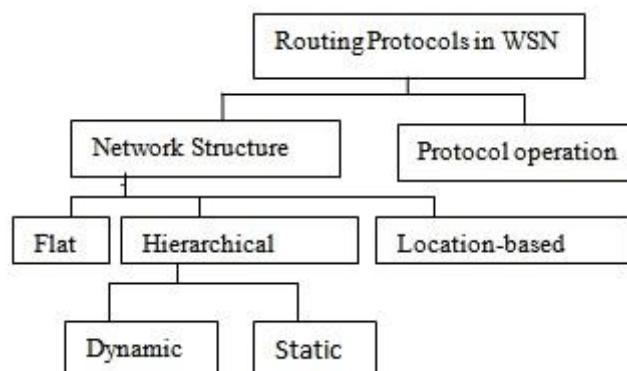 Routing Protocols in WSN
Network Structure
Protocol operation
Flat
Hierarchical
Location-based
Dynamic
Static